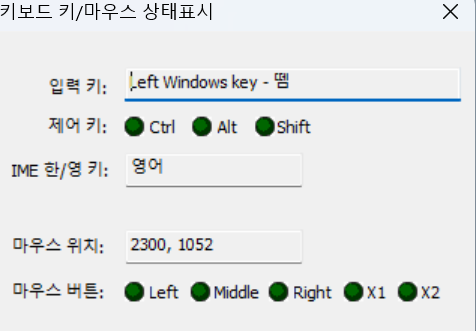 키보드 키/마우스 상태표시
입력 키: Left Windows key - 뗌
제어 키: Ctrl Alt Shift
IME 한/영 키: 영어
마우스 위치: 2300, 1052
마우스 버튼: Left Middle Right X1 X2